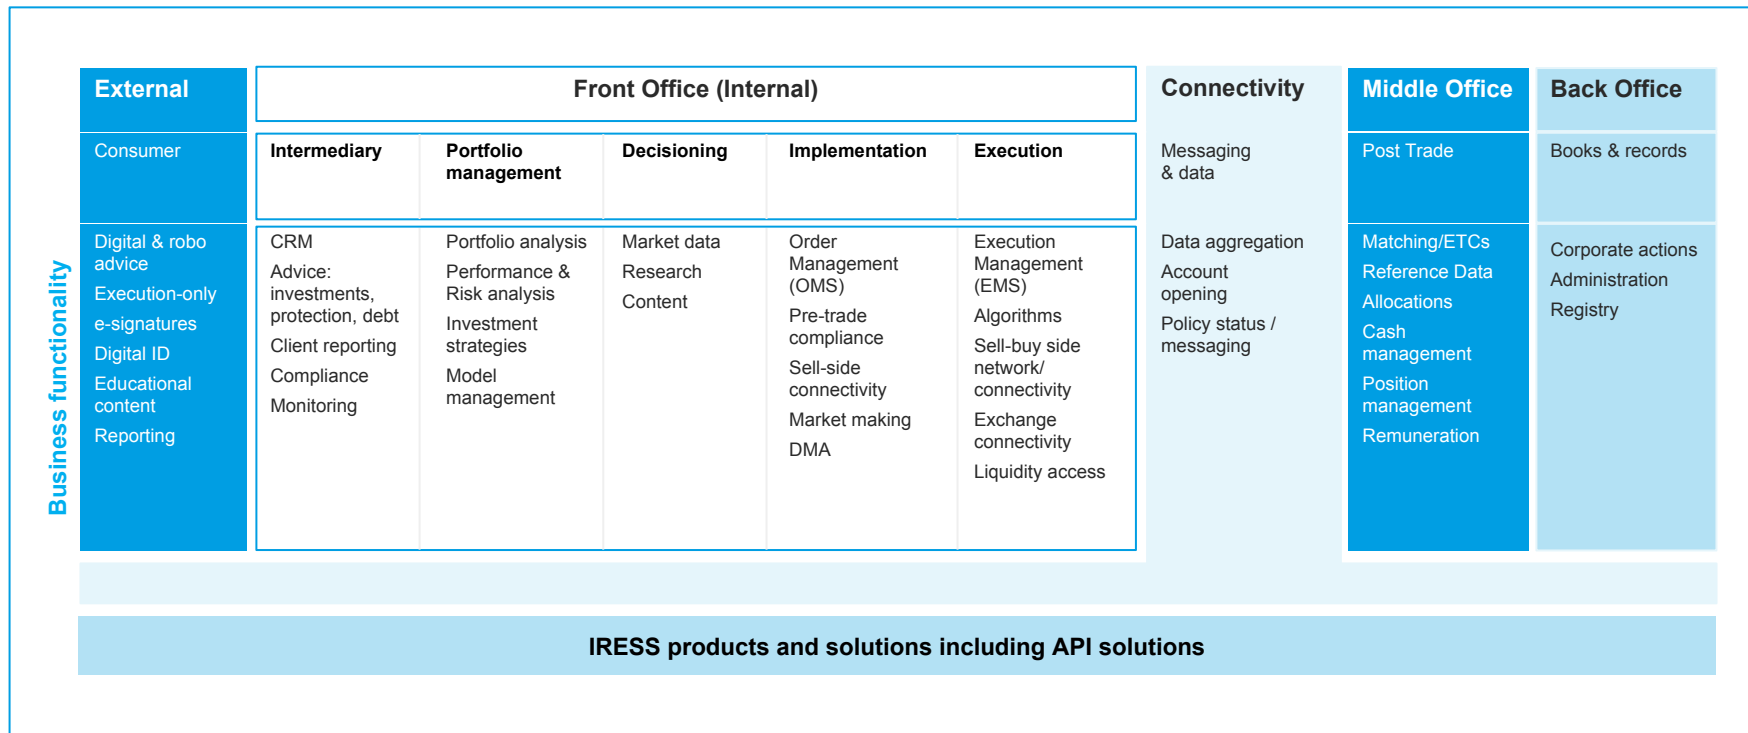 External
Front Office (Internal)
Connectivity
Middle Office
Back Office
Consumer
Intermediary
Portfolio
management
Decisioning
Implementation
Execution
Messaging
& data
Post Trade
Books & records
Business functionality
Digital & robo
advice
Execution-only
e-signatures
Digital ID
Educational
content
Reporting
CRM
Advice:
investments,
protection, debt
Client reporting
Compliance
Monitoring
Portfolio analysis
Performance &
Risk analysis
Investment
strategies
Model
management
Market data
Research
Content
Order
Management
(OMS)
Pre-trade
compliance
Sell-side
connectivity
Market making
DMA
Execution
Management
(EMS)
Algorithms
Sell-buy side
network/
connectivity
Exchange
connectivity
Liquidity access
Data aggregation
Account
opening
Policy status /
messaging
Matching/ETCs
Reference Data
Allocations
Cash
management
Position
management
Remuneration
Corporate actions
Administration
Registry
IRESS products and solutions including API solutions